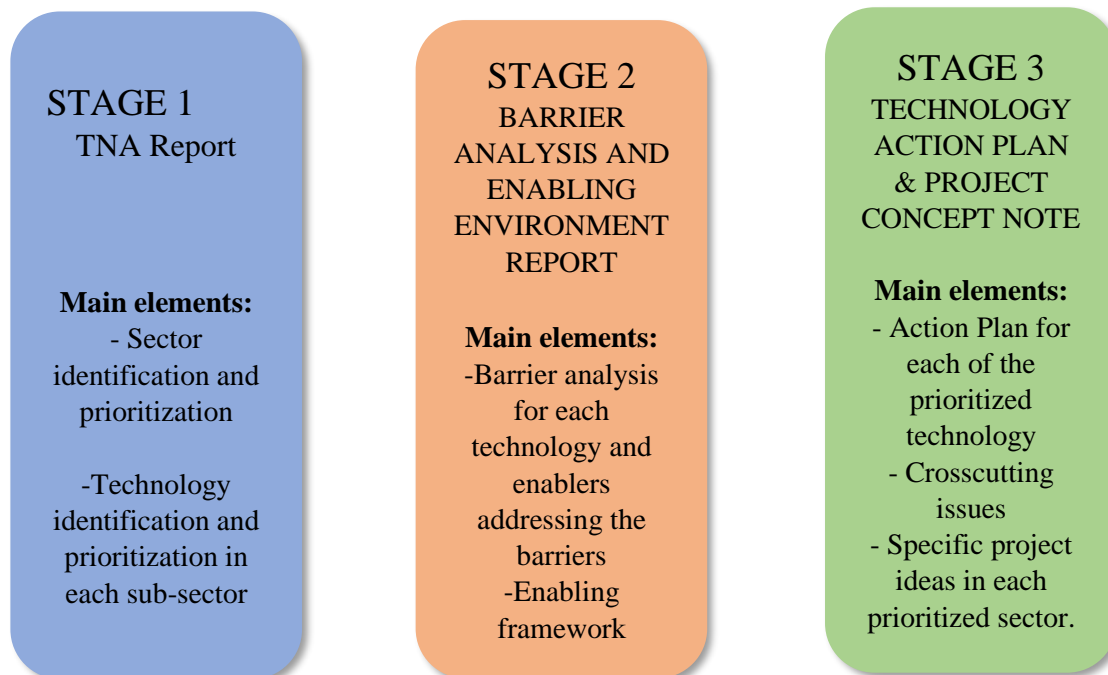 STAGE 1
TNA Report
Main elements:
- Sector
identification and
prioritization
-Technology
identification and
prioritization in
each sub-sector
STAGE 2
BARRIER
ANALYSIS AND
ENABLING
ENVIRONMENT
REPORT
Main elements:
-Barrier analysis
for each
technology and
enablers
addressing the
barriers
-Enabling
framework
STAGE 3
TECHNOLOGY
ACTION PLAN
& PROJECT
CONCEPT NOTE
Main elements:
- Action Plan for
each of the
prioritized
technology
- Crosscutting
issues
- Specific project
ideas in each
prioritized sector.